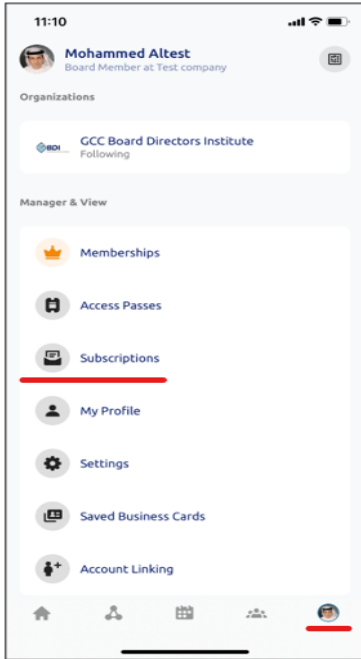 11:10
Mohammed Altest
Board Member at Test company
Organizations
BDI
GCC Board Directors Institute
Following
Manager & View
Memberships
Access Passes
Subscriptions
My Profile
Settings
Saved Business Cards
Account Linking